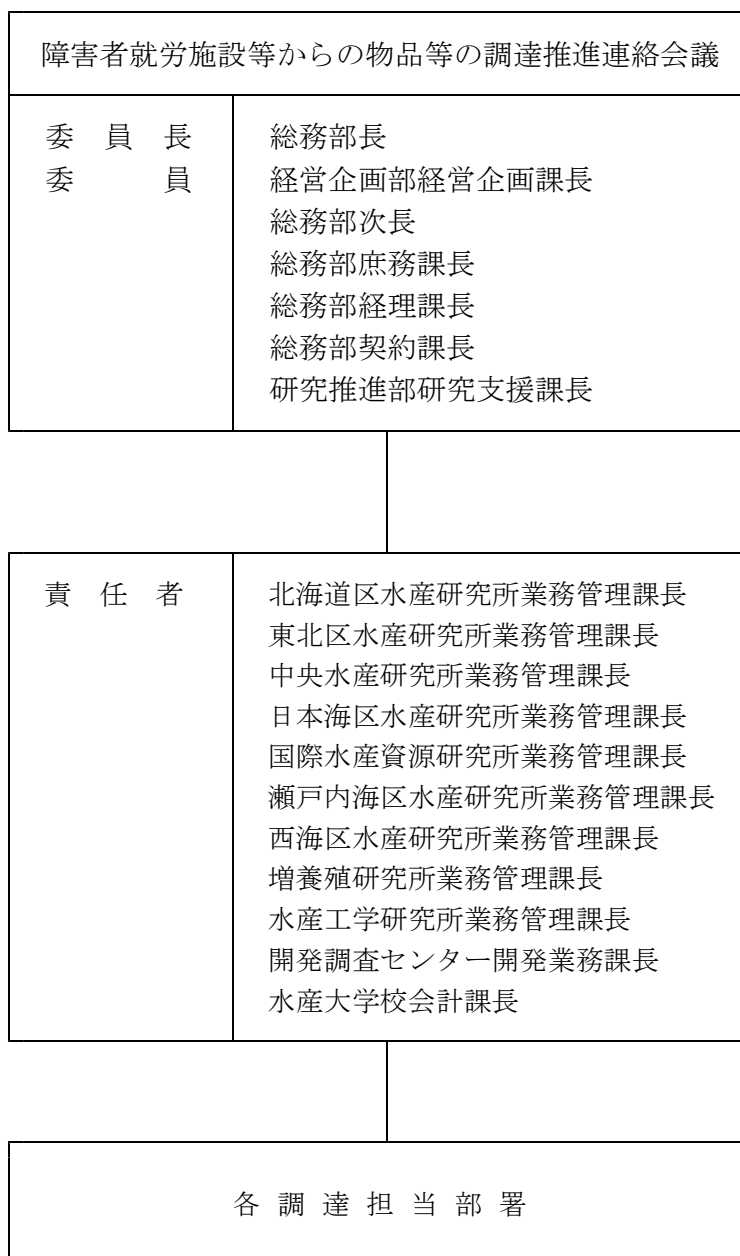 障害者就労施設等からの物品等の調達推進連絡会議
委員長 総務部長
委員 経営企画部経営企画課長
総務部次長
総務部庶務課長
総務部経理課長
総務部契約課長
研究推進部研究支援課長
責任者 北海道区水産研究所業務管理課長
東北区水産研究所業務管理課長
中央水産研究所業務管理課長
日本海区水産研究所業務管理課長
国際水産資源研究所業務管理課長
瀬戸内海区水産研究所業務管理課長
西海区水産研究所業務管理課長
増養殖研究所業務管理課長
水産工学研究所業務管理課長
開発調査センター開発業務課長
水産大学校会計課長
各調達担当部署